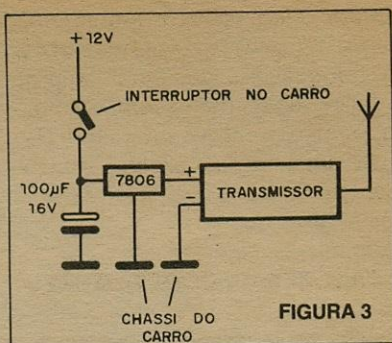 + 12V
INTERRUPTOR NO CARRO
100µF
16V
7806
+
−
TRANSMISSOR
CHASSI DO
CARRO
FIGURA 3